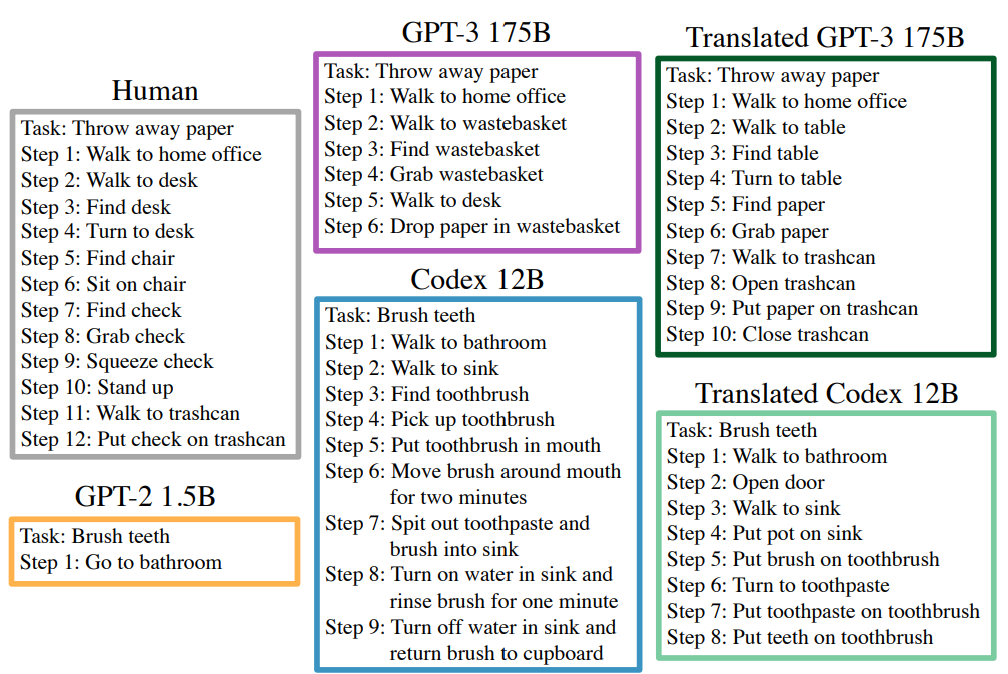 Human
Task: Throw away paper
Step 1: Walk to home office
Step 2: Walk to desk
Step 3: Find desk
Step 4: Turn to desk
Step 5: Find chair
Step 6: Sit on chair
Step 7: Find check
Step 8: Grab check
Step 9: Squeeze check
Step 10: Stand up
Step 11: Walk to trashcan
Step 12: Put check on trashcan
GPT-2 1.5B
Task: Brush teeth
Step 1: Go to bathroom
GPT-3 175B
Task: Throw away paper
Step 1: Walk to home office
Step 2: Walk to wastebasket
Step 3: Find wastebasket
Step 4: Grab wastebasket
Step 5: Walk to desk
Step 6: Drop paper in wastebasket
Codex 12B
Task: Brush teeth
Step 1: Walk to bathroom
Step 2: Walk to sink
Step 3: Find toothbrush
Step 4: Pick up toothbrush
Step 5: Put toothbrush in mouth
Step 6: Move brush around mouth
for two minutes
Step 7: Spit out toothpaste and
brush into sink
Step 8: Turn on water in sink and
rinse brush for one minute
Step 9: Turn off water in sink and
return brush to cupboard
Translated GPT-3 175B
Task: Throw away paper
Step 1: Walk to home office
Step 2: Walk to table
Step 3: Find table
Step 4: Turn to table
Step 5: Find paper
Step 6: Grab paper
Step 7: Walk to trashcan
Step 8: Open trashcan
Step 9: Put paper on trashcan
Step 10: Close trashcan
Translated Codex 12B
Task: Brush teeth
Step 1: Walk to bathroom
Step 2: Open door
Step 3: Walk to sink
Step 4: Put pot on sink
Step 5: Put brush on toothbrush
Step 6: Turn to toothpaste
Step 7: Put toothpaste on toothbrush
Step 8: Put teeth on toothbrush